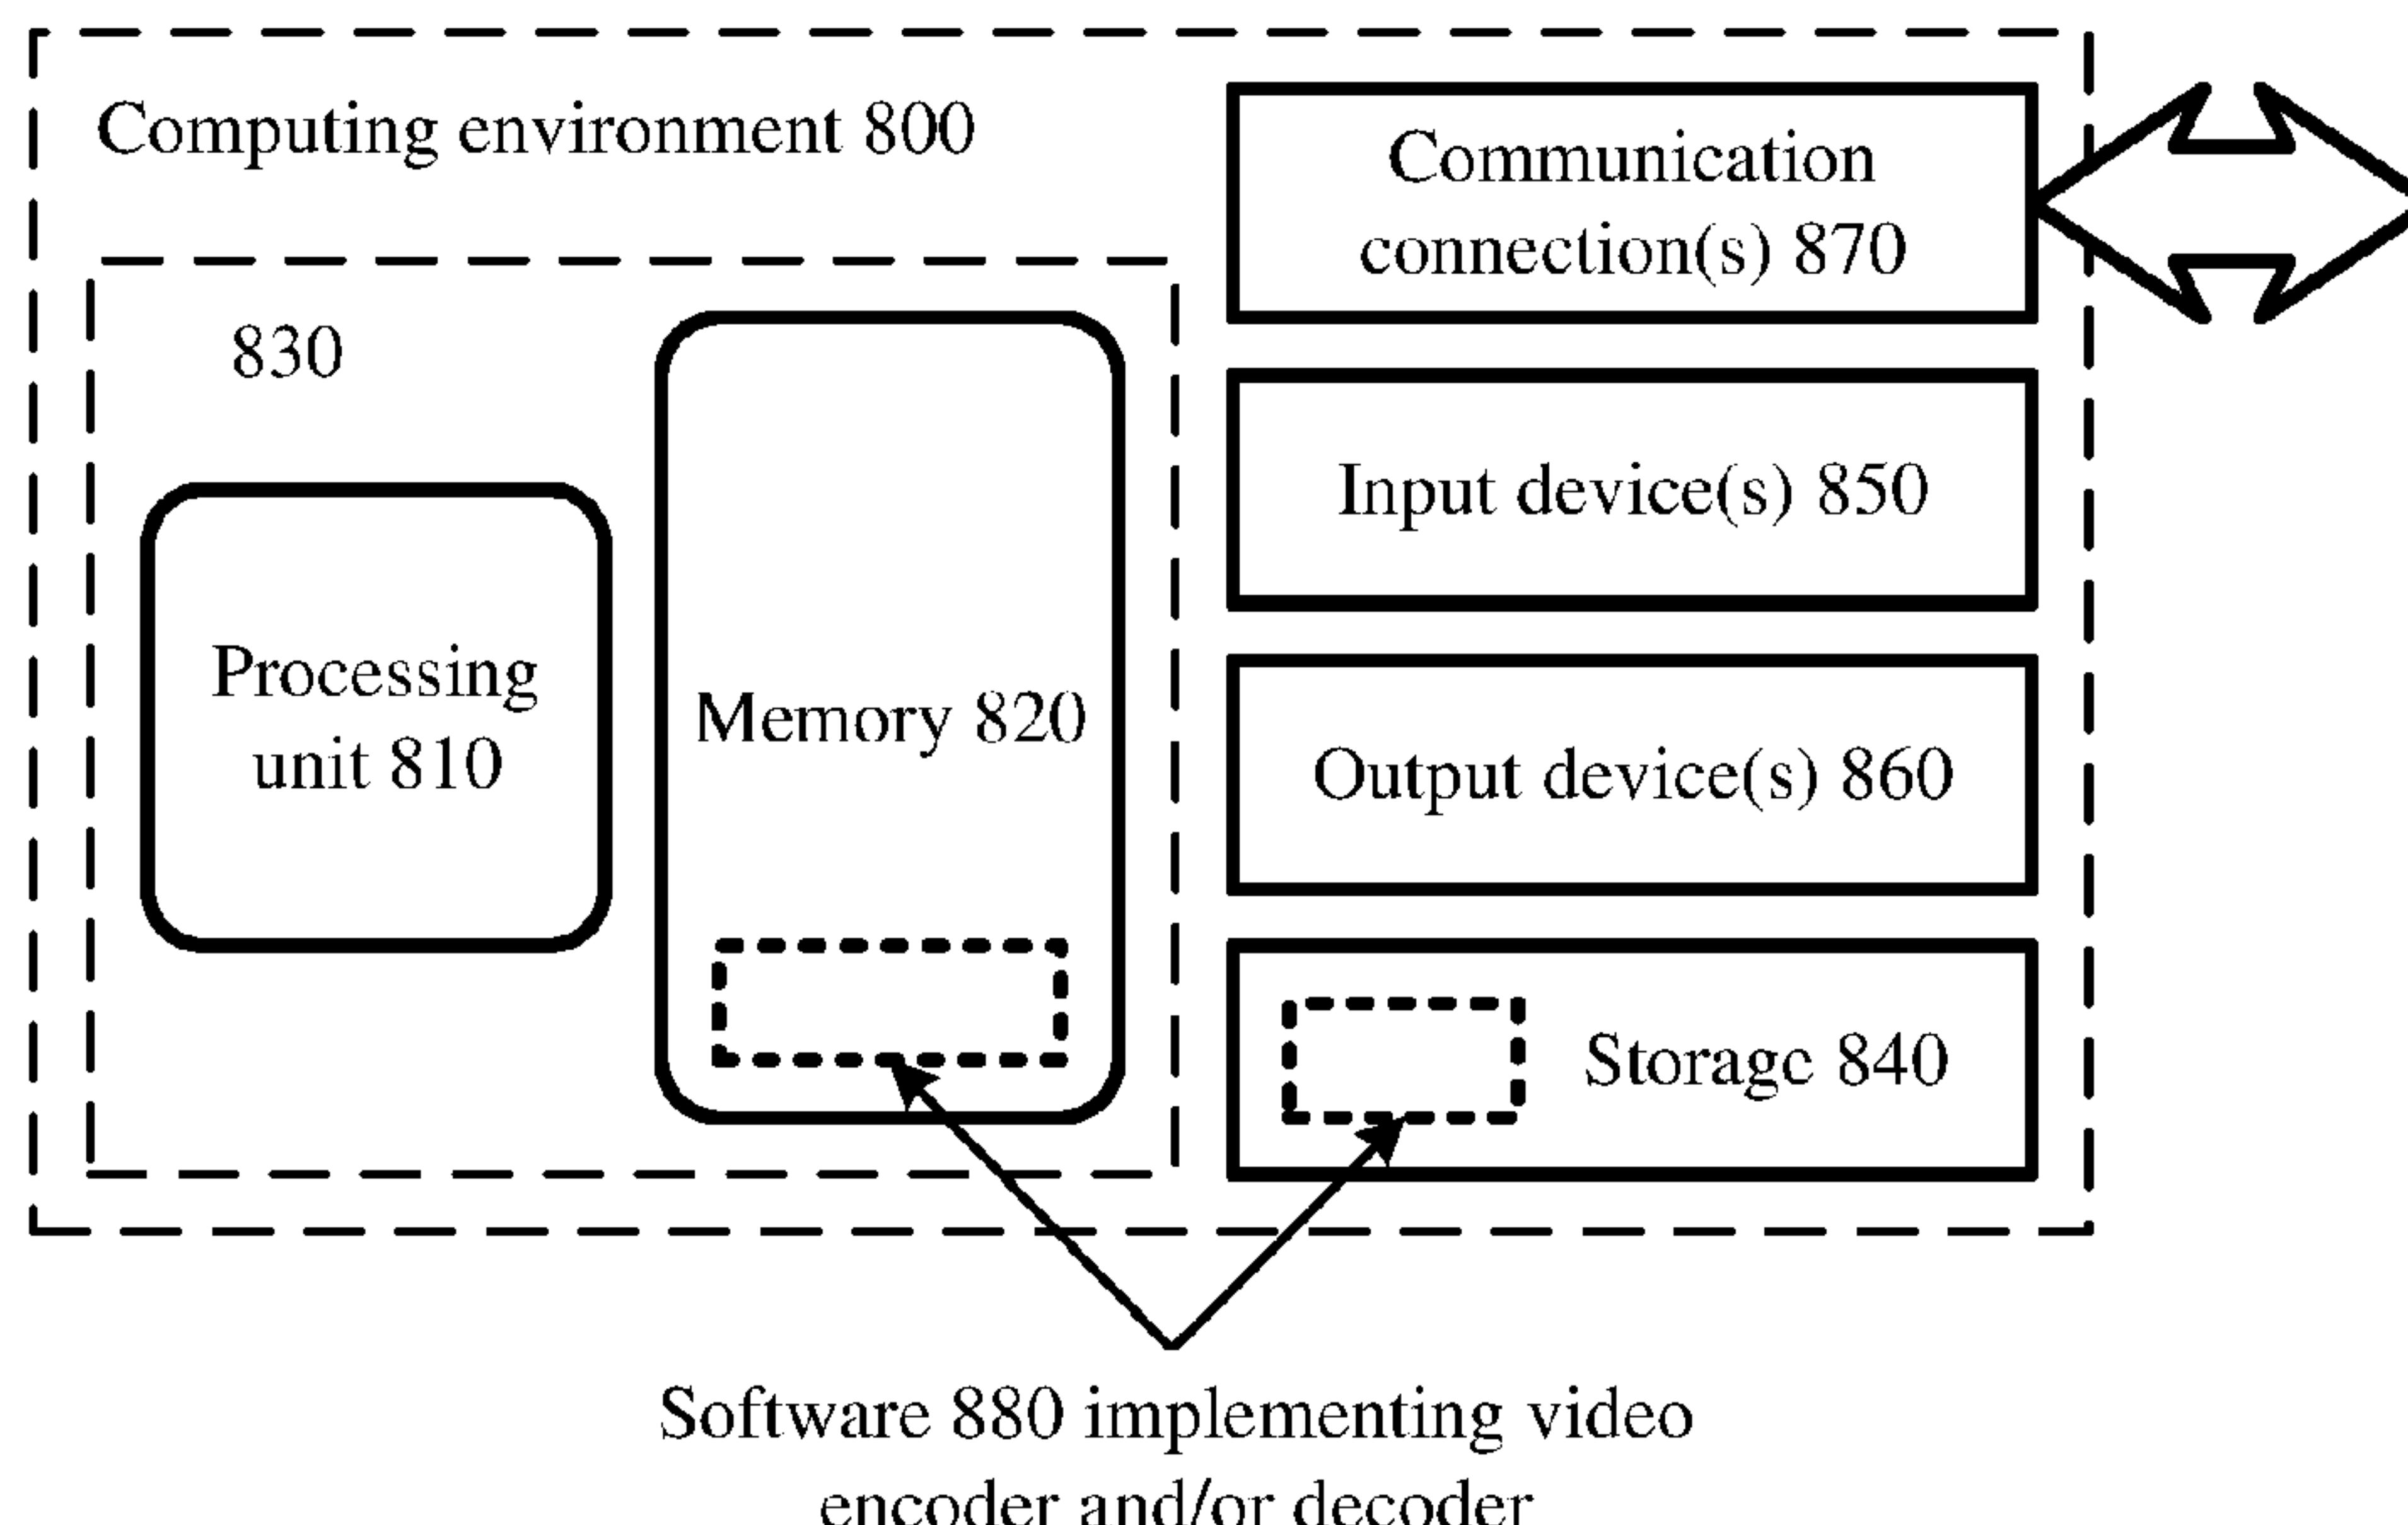 Computing environment 800
Communication
connection(s) 870
830
Input device(s) 850
Processing
unit 810
Memory 820
Output device(s) 860
Storage 840
Software 880 implementing video
encoder and/or decoder